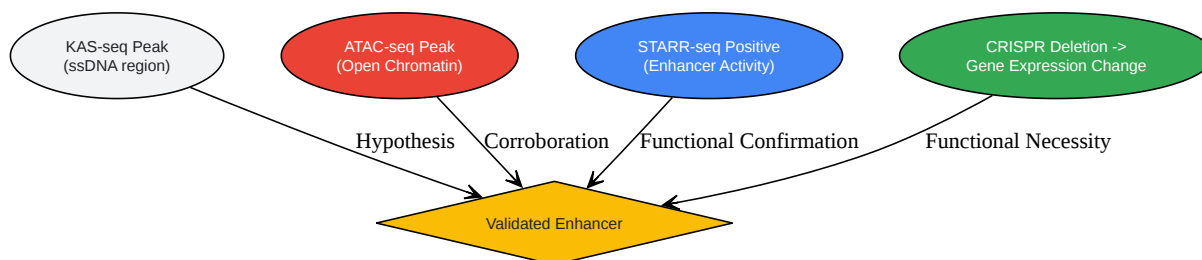 KAS-seq Peak
(ssDNA region)
ATAC-seq Peak
(Open Chromatin)
STARR-seq Positive
(Enhancer Activity)
CRISPR Deletion ->
Gene Expression Change
Hypothesis
Corroboration
Functional Confirmation
Functional Necessity
Validated Enhancer